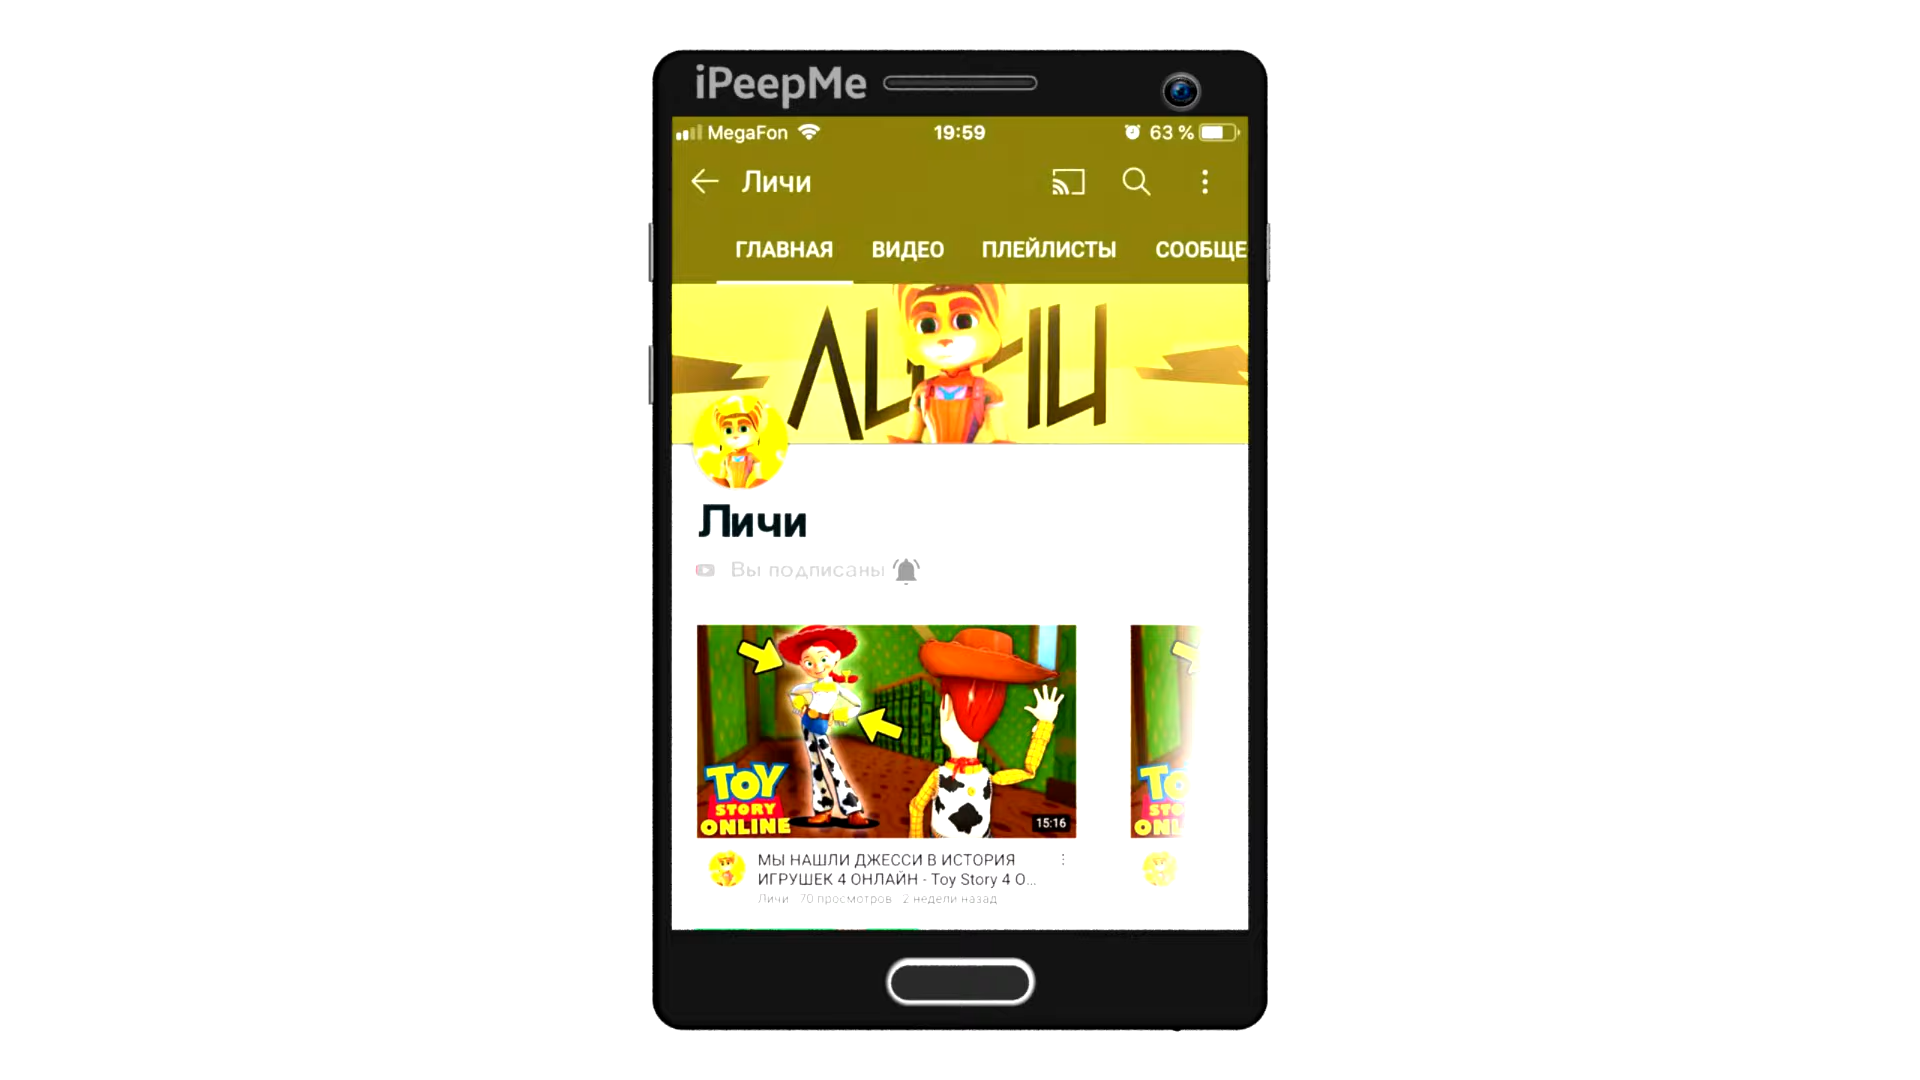 iPeepMe
MegaFon 19:59 63 %
Личи
ГЛАВНАЯ ВИДЕО ПЛЕЙЛИСТЫ СООБЩЕ
Личи
Вы подписаны
TOY
STORY
ONLINE
15:16
МЫ НАШЛИ ДЖЕССИ В ИСТОРИЯ
ИГРУШЕК 4 ОНЛАЙН - Toy Story 4 O...
Личи 70 просмотров 2 недели назад